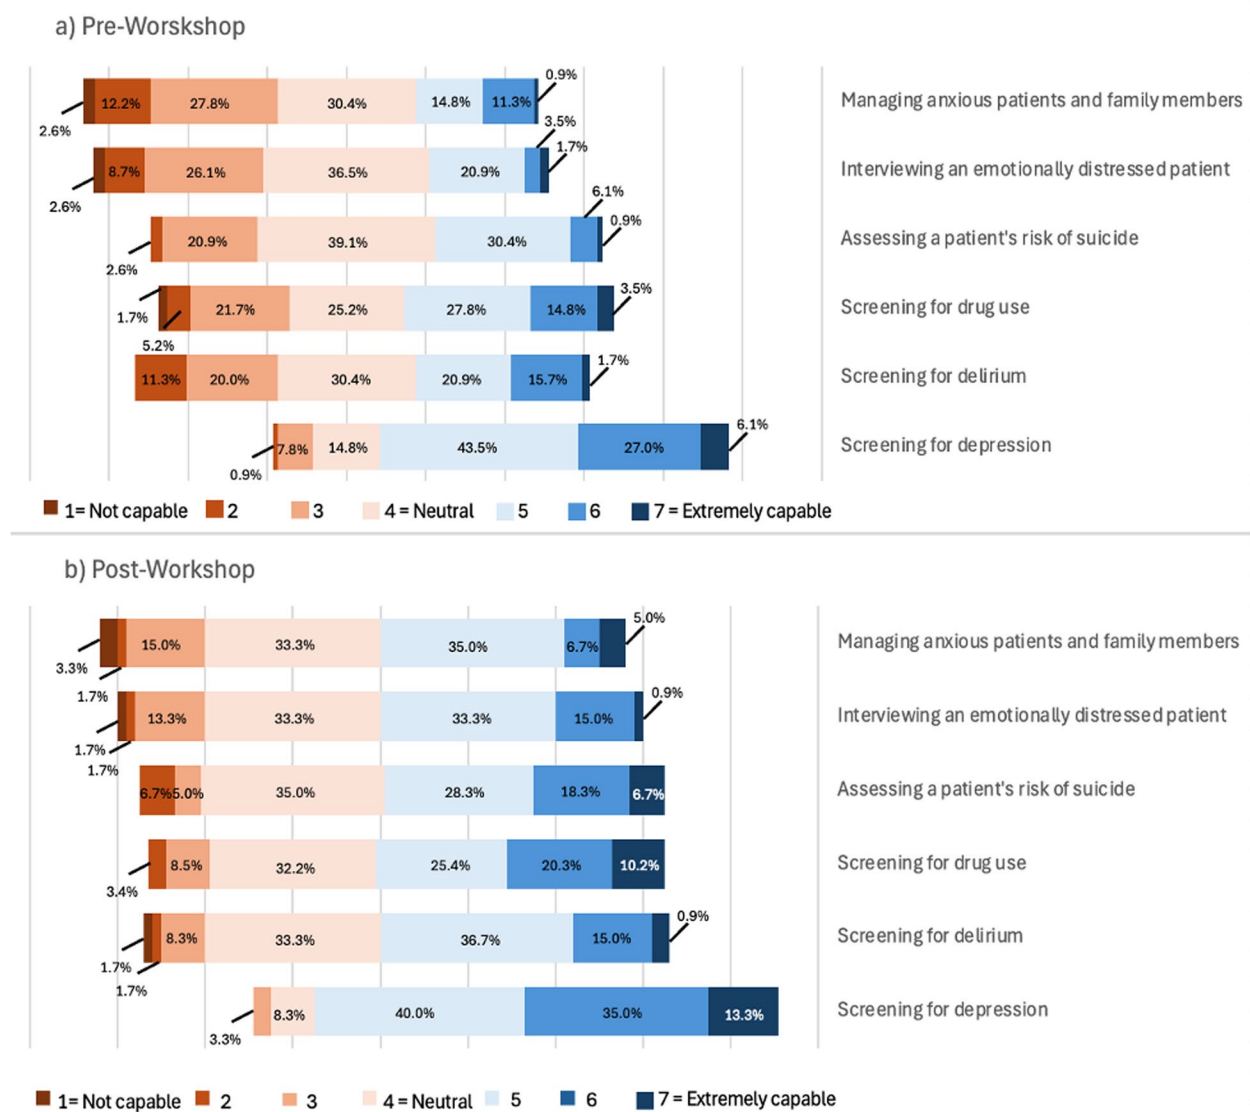 a) Pre-Worskshop
0.9%
12.2% 27.8% 30.4% 14.8% 11.3% Managing anxious patients and family members
2.6% 3.5%
1.7%
8.7% 26.1% 36.5% 20.9% Interviewing an emotionally distressed patient
2.6% 6.1%
0.9%
20.9% 39.1% 30.4% Assessing a patient's risk of suicide
2.6%
3.5%
1.7% 21.7% 25.2% 27.8% 14.8% Screening for drug use
5.2%
1.7%
11.3% 20.0% 30.4% 20.9% 15.7% Screening for delirium
6.1%
7.8% 14.8% 43.5% 27.0% Screening for depression
0.9%
1= Not capable 2 3 4 = Neutral 5 6 7 = Extremely capable
b) Post-Workshop
5.0%
15.0% 33.3% 35.0% 6.7% Managing anxious patients and family members
3.3%
1.7% 0.9%
13.3% 33.3% 33.3% 15.0% Interviewing an emotionally distressed patient
1.7%
1.7%
6.7% 5.0% 35.0% 28.3% 18.3% 6.7% Assessing a patient's risk of suicide
8.5% 32.2% 25.4% 20.3% 10.2% Screening for drug use
3.4%
0.9%
8.3% 33.3% 36.7% 15.0% Screening for delirium
1.7%
1.7%
8.3% 40.0% 35.0% 13.3% Screening for depression
3.3%
1= Not capable 2 3 4 = Neutral 5 6 7 = Extremely capable